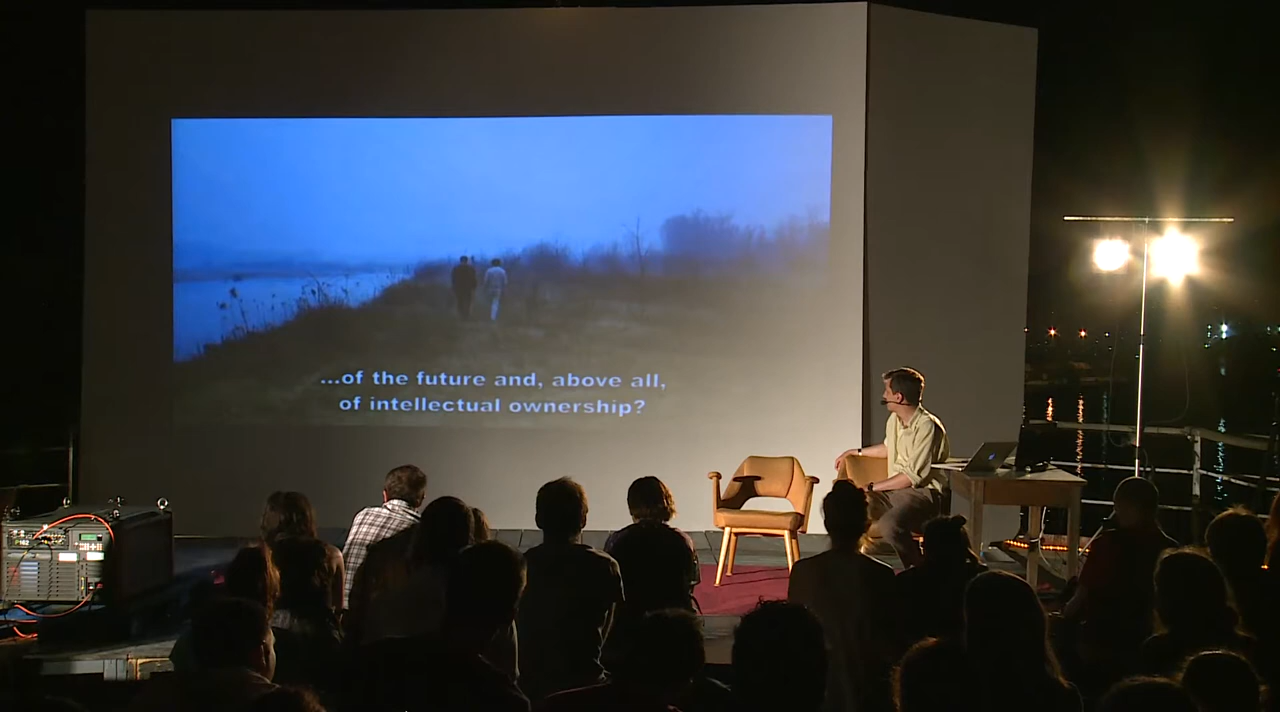 ...of the future and, above all,
of intellectual ownership?